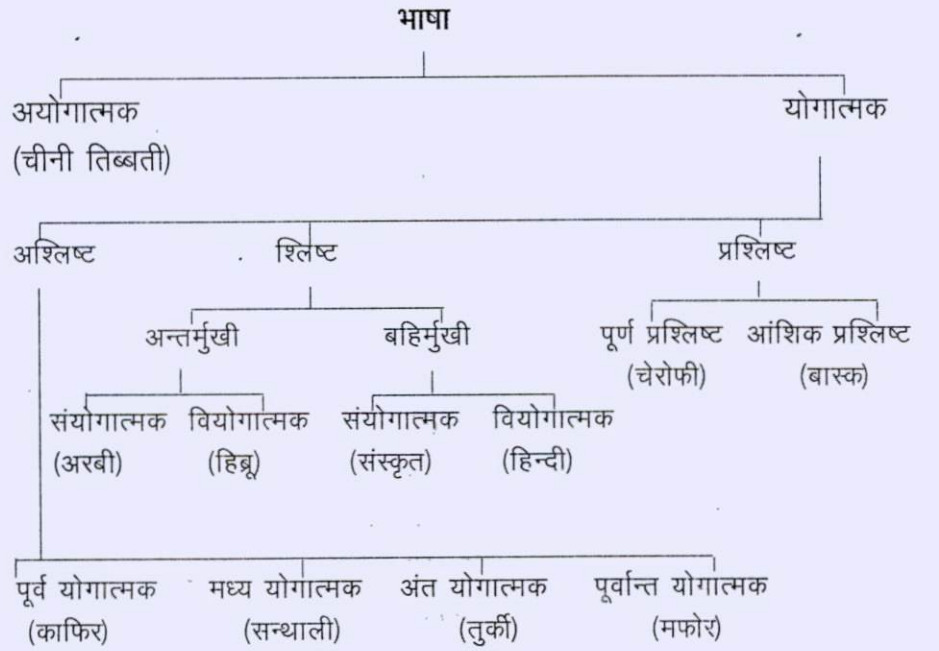 भाषा
अयोगात्मक योगात्मक
(चीनी तिब्बती)
अश्लिष्ट श्लिष्ट प्रश्लिष्ट
अन्तर्मुखी बहिर्मुखी पूर्ण प्रश्लिष्ट आंशिक प्रश्लिष्ट
(चेरोफी) (बास्क)
संयोगात्मक वियोगात्मक संयोगात्मक वियोगात्मक
(अरबी) (हिब्रू) (संस्कृत) (हिन्दी)
पूर्व योगात्मक मध्य योगात्मक अंत योगात्मक पूर्वान्त योगात्मक
(काफिर) (सन्थाली) (तुर्की) (मफोर)